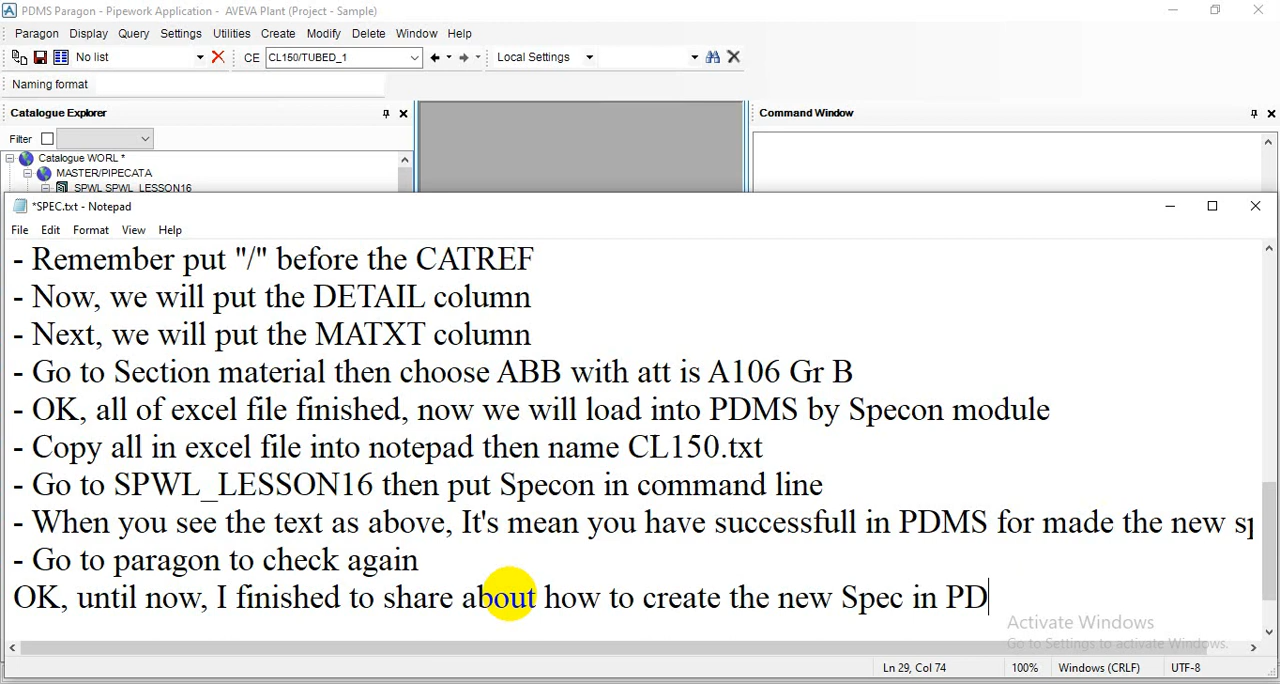 PDMS Paragon - Pipework Application - AVEVA Plant (Project - Sample)
Paragon Display Query Settings Utilities Create Modify Delete Window Help
No list CE CL150/TUBED_1 Local Settings
Naming format
Catalogue Explorer Command Window
Filter
Catalogue WORL *
MASTER/PIPECATA
SPWL SPWL_LESSON16
*SPEC.txt - Notepad
File Edit Format View Help
- Remember put "/" before the CATREF
- Now, we will put the DETAIL column
- Next, we will put the MATXT column
- Go to Section material then choose ABB with att is A106 Gr B
- OK, all of excel file finished, now we will load into PDMS by Specon module
- Copy all in excel file into notepad then name CL150.txt
- Go to SPWL_LESSON16 then put Specon in command line
- When you see the text as above, It's mean you have successfull in PDMS for made the new
- Go to paragon to check again
OK, until now, I finished to share about how to create the new Spec in PD
Activate Windows
Go to Settings to activate Windows.
Ln 29, Col 74 100% Windows (CRLF) UTF-8